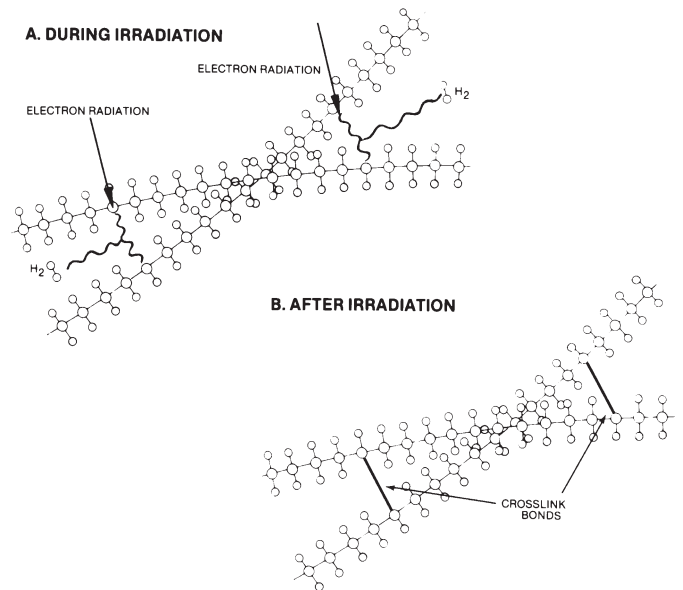 A. DURING IRRADIATION
ELECTRON RADIATION
H2
ELECTRON RADIATION
H2
B. AFTER IRRADIATION
CROSSLINK
BONDS